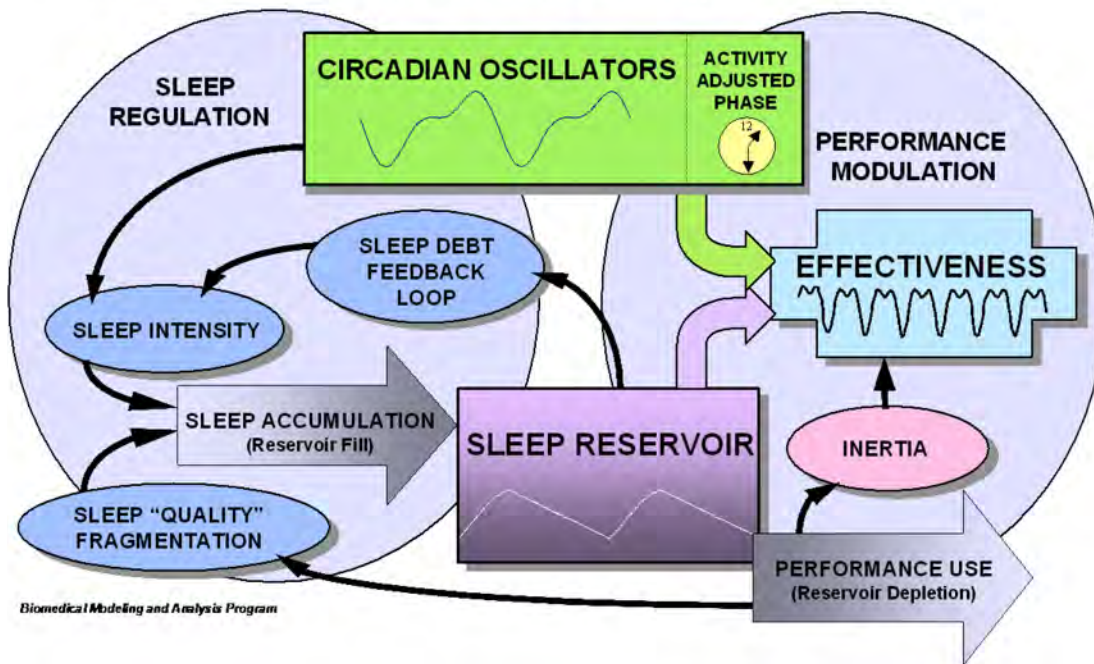 CIRCADIAN OSCILLATORS
ACTIVITY
ADJUSTED
PHASE
12
SLEEP
REGULATION
PERFORMANCE
MODULATION
SLEEP DEBT
FEEDBACK
LOOP
EFFECTIVENESS
SLEEP INTENSITY
SLEEP ACCUMULATION
(Reservoir Fill)
SLEEP RESERVOIR
INERTIA
SLEEP “QUALITY”
FRAGMENTATION
PERFORMANCE USE
(Reservoir Depletion)
Biomedical Modeling and Analysis Program